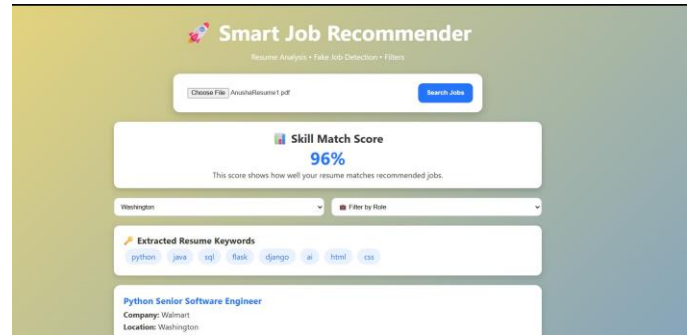 🚀 Smart Job Recommender
Resume Analysis • Fake Job Detection • Filters
Choose File AnushaResume1.pdf Search Jobs
📊 Skill Match Score
96%
This score shows how well your resume matches recommended jobs.
Washington 💼 Filter by Role
🔑 Extracted Resume Keywords
python java sql flask django ai html css
Python Senior Software Engineer
Company: Walmart
Location: Washington